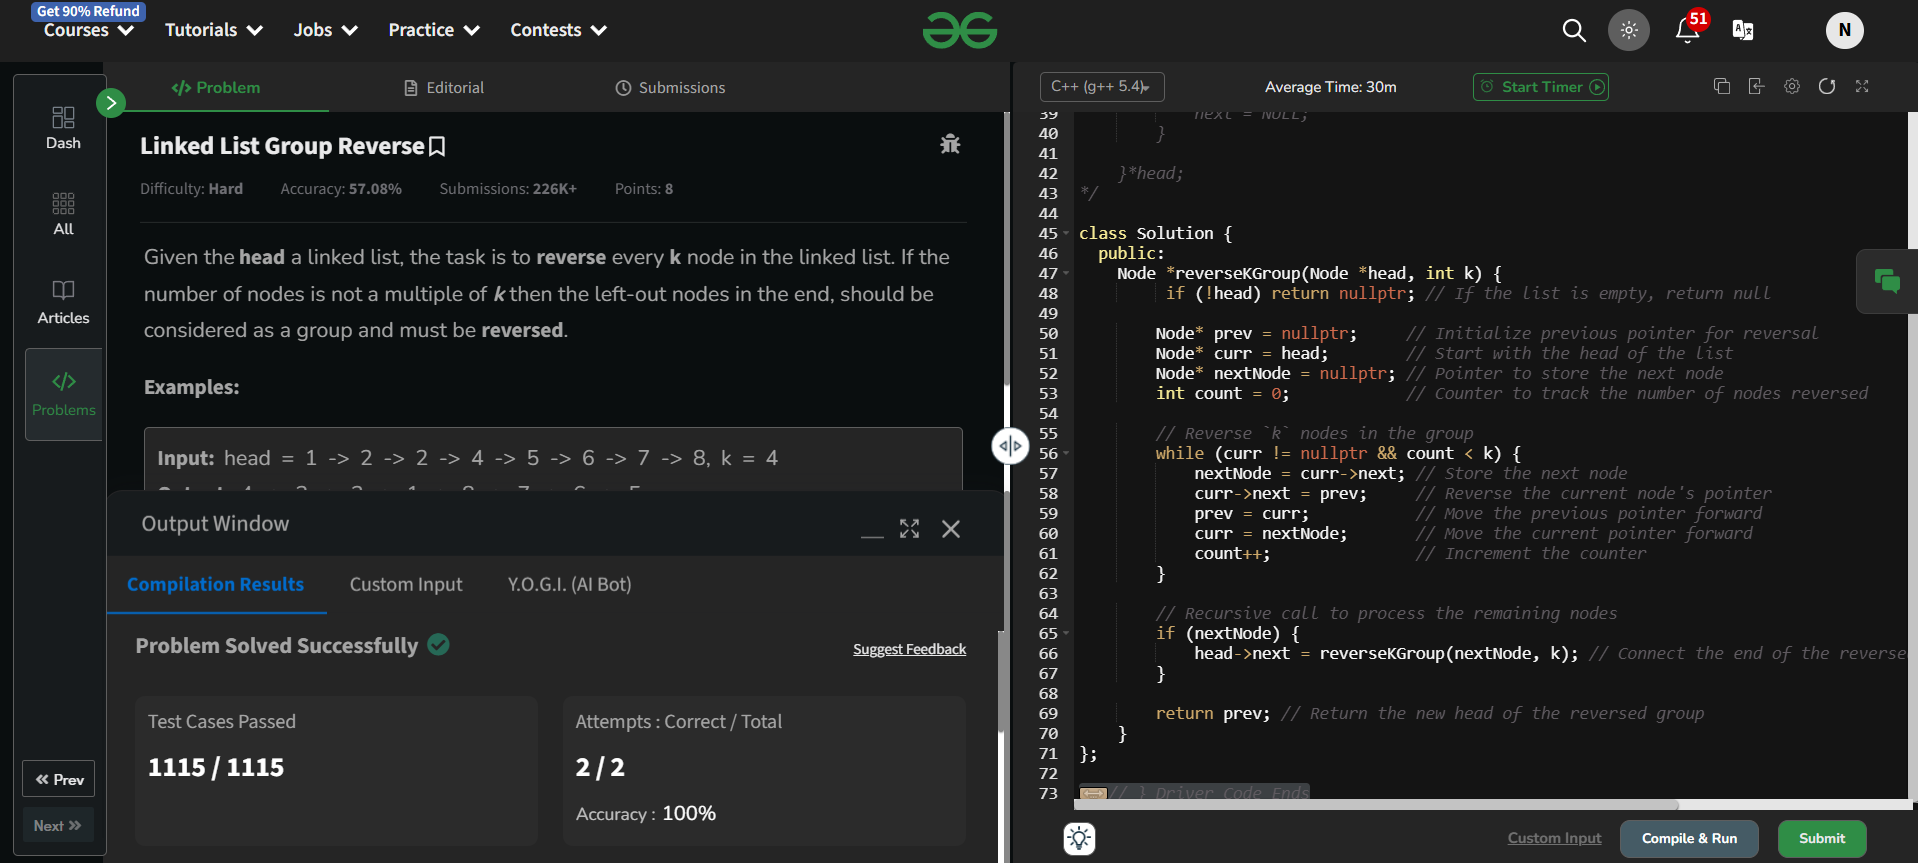 Get 90% Refund
Courses
Tutorials
Jobs
Practice
Contests
51
N
Dash
All
Articles
Problems
Prev
Next
Problem
Editorial
Submissions
Linked List Group Reverse
Difficulty: Hard Accuracy: 57.08% Submissions: 226K+ Points: 8
Given the head a linked list, the task is to reverse every k node in the linked list. If the
number of nodes is not a multiple of k then the left-out nodes in the end, should be
considered as a group and must be reversed.
Examples:
Input: head = 1 -> 2 -> 2 -> 4 -> 5 -> 6 -> 7 -> 8, k = 4
Output Window
Compilation Results
Custom Input
Y.O.G.I. (AI Bot)
Problem Solved Successfully
Suggest Feedback
Test Cases Passed
1115 / 1115
Attempts : Correct / Total
2 / 2
Accuracy : 100%
C++ (g++ 5.4)
Average Time: 30m
Start Timer
39 next = NULL;
40 }
41
42 }*head;
43 */
44
45 class Solution {
46 public:
47 Node *reverseKGroup(Node *head, int k) {
48 if (!head) return nullptr; // If the list is empty, return null
49
50 Node* prev = nullptr; // Initialize previous pointer for reversal
51 Node* curr = head; // Start with the head of the list
52 Node* nextNode = nullptr; // Pointer to store the next node
53 int count = 0; // Counter to track the number of nodes reversed
54
55 // Reverse `k` nodes in the group
56 while (curr != nullptr && count < k) {
57 nextNode = curr->next; // Store the next node
58 curr->next = prev; // Reverse the current node's pointer
59 prev = curr; // Move the previous pointer forward
60 curr = nextNode; // Move the current pointer forward
61 count++; // Increment the counter
62 }
63
64 // Recursive call to process the remaining nodes
65 if (nextNode) {
66 head->next = reverseKGroup(nextNode, k); // Connect the end of the reverse
67 }
68
69 return prev; // Return the new head of the reversed group
70 }
71 };
72
73 // } Driver Code Ends
Custom Input
Compile & Run
Submit